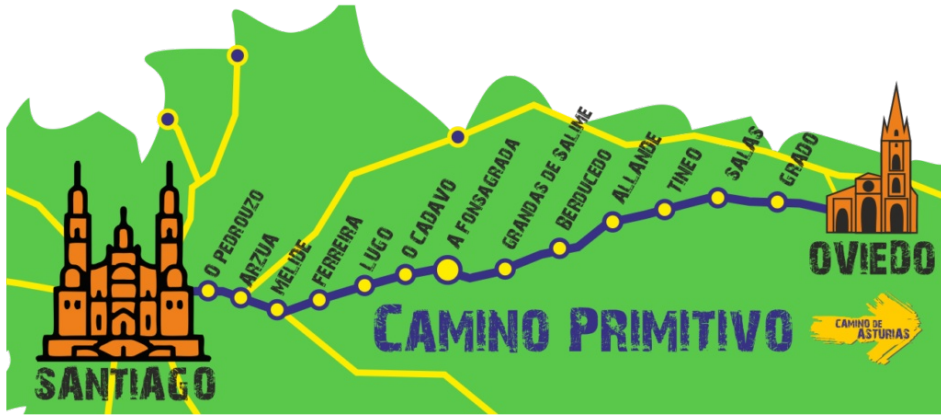 O PEDROUZO
ARZUA
MELIDE
FERREIRA
LUGO
O CADAVO
A FONSAGRADA
GRANDAS DE SALIME
BERDUCEDO
ALLANDE
TINEO
SALAS
GRADO
OVIEDO
CAMINO PRIMITIVO
CAMINO DE
ASTURIAS
SANTIAGO